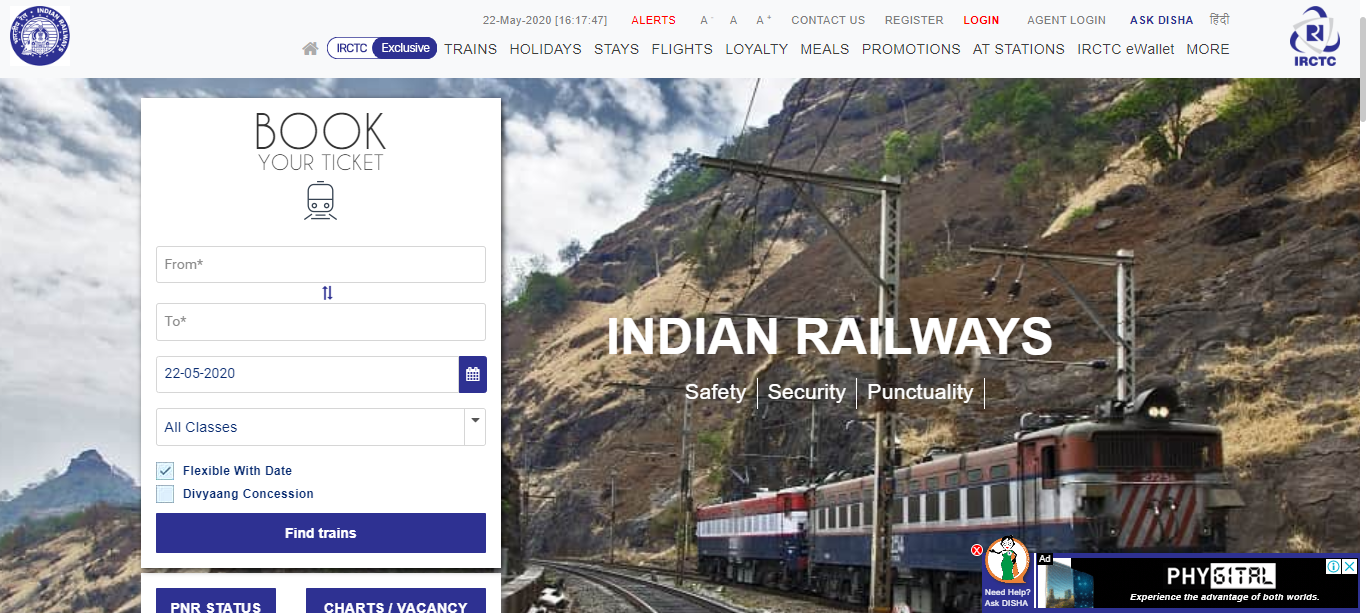 INDIAN RAILWAYS
22-May-2020 [16:17:47] ALERTS A- A A+ CONTACT US REGISTER LOGIN AGENT LOGIN ASK DISHA हिंदी
IRCTC Exclusive TRAINS HOLIDAYS STAYS FLIGHTS LOYALTY MEALS PROMOTIONS AT STATIONS IRCTC eWallet MORE
IRCTC
BOOK
YOUR TICKET
From*
To*
22-05-2020
All Classes
Flexible With Date
Divyaang Concession
Find trains
PNR STATUS CHARTS / VACANCY
INDIAN RAILWAYS
Safety Security Punctuality
Need Help?
Ask DISHA
Ad
PHYGITAL
Experience the advantage of both worlds.